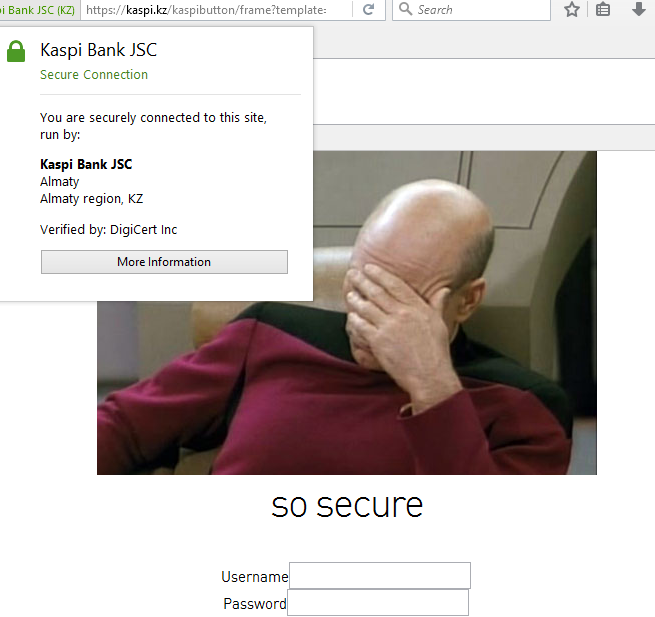 i Bank JSC (KZ) https://kaspi.kz/kaspibutton/frame?template= Search
Kaspi Bank JSC
Secure Connection
You are securely connected to this site,
run by:
Kaspi Bank JSC
Almaty
Almaty region, KZ
Verified by: DigiCert Inc
More Information
so secure
Username
Password